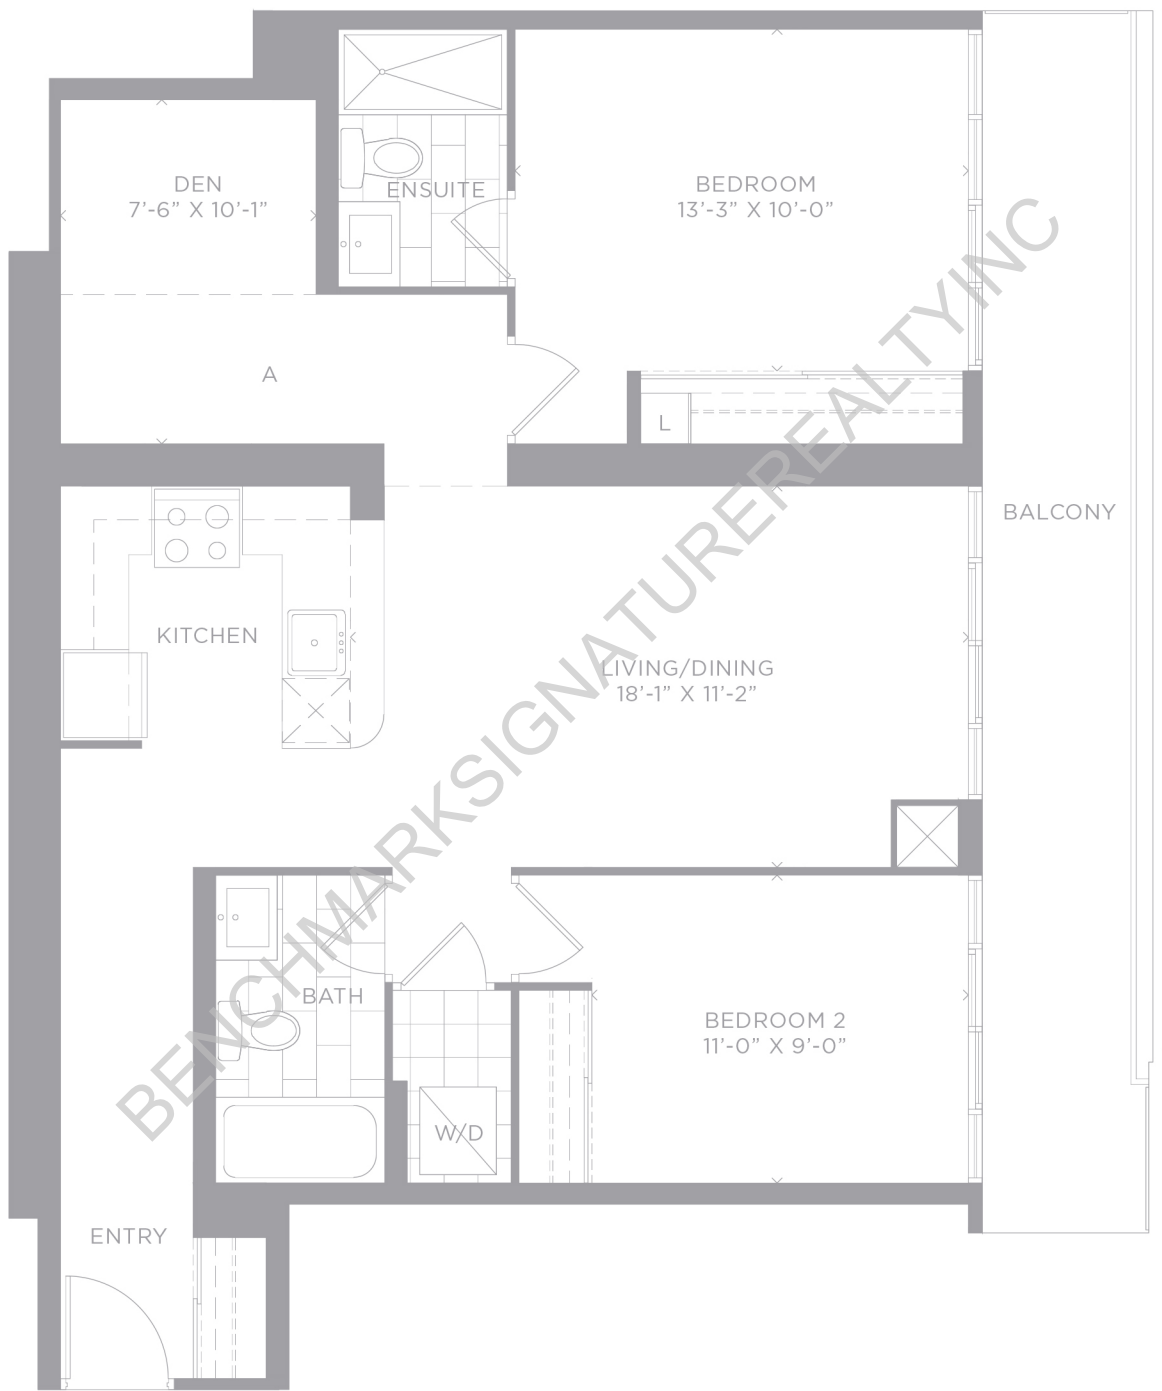 DEN
7'-6” X 10'-1”
ENSUITE
BEDROOM
13'-3” X 10'-0”
A
L
BALCONY
KITCHEN
LIVING/DINING
18'-1” X 11'-2”
BENCHMARKSIGNATUREREALTYINC
BATH
BEDROOM 2
11'-0” X 9'-0”
W/D
ENTRY